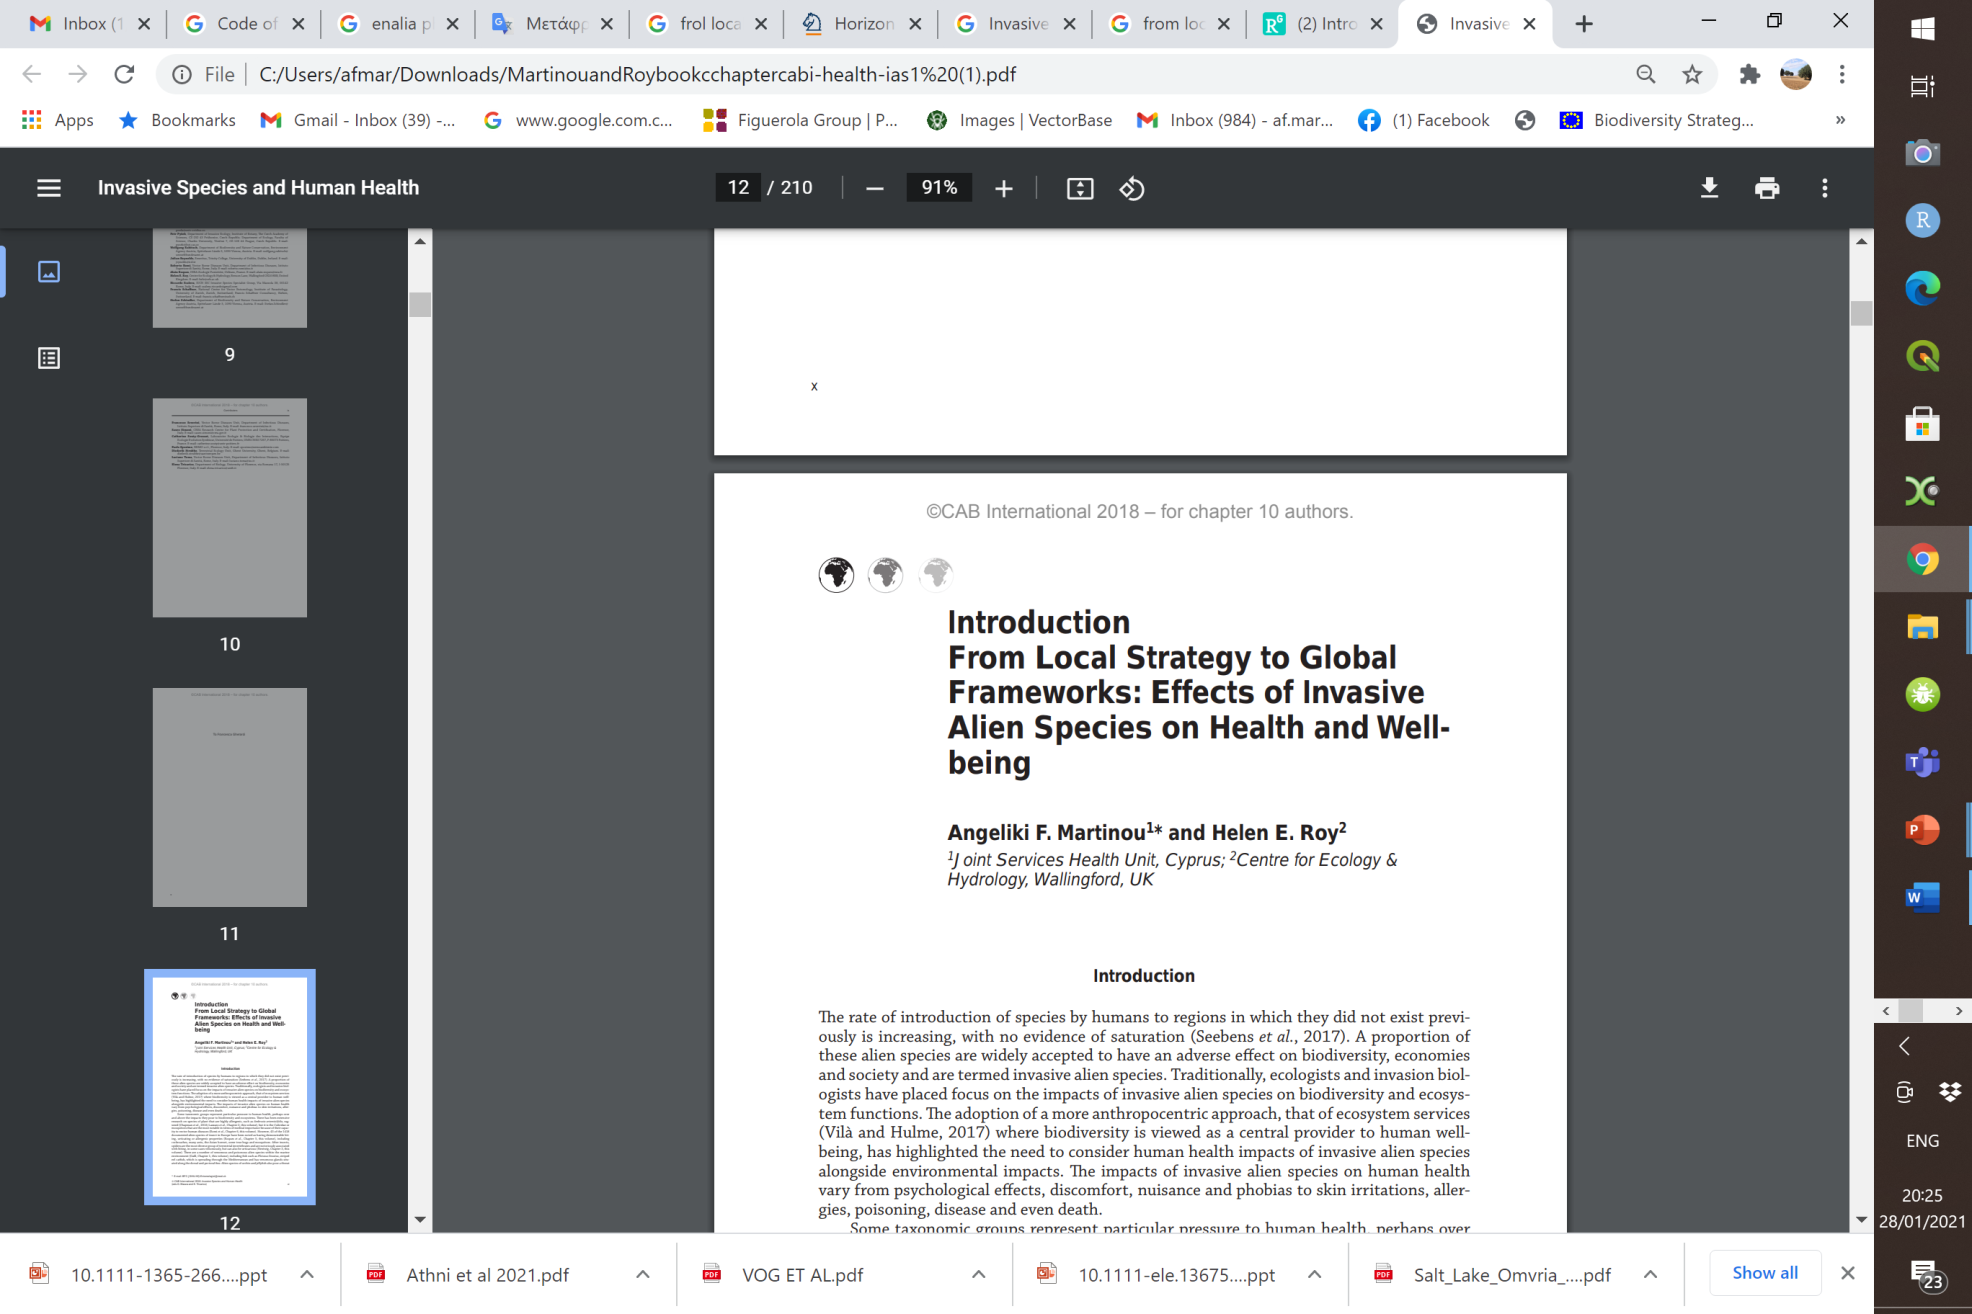 Inbox (1
Code of
enalia p
Μετάφρ
frol loca
Horizon
Invasive
from loc
(2) Intro
Invasive
File
C:/Users/afmar/Downloads/MartinouandRoybookcchaptercabi-health-ias1%20(1).pdf
Apps
Bookmarks
Gmail - Inbox (39) -...
www.google.com.c...
Figuerola Group | P...
Images | VectorBase
Inbox (984) - af.mar...
(1) Facebook
Biodiversity Strateg...
»
Invasive Species and Human Health
12 / 210
91%
9
10
11
12
x
©CAB International 2018 – for chapter 10 authors.
Introduction
From Local Strategy to Global
Frameworks: Effects of Invasive
Alien Species on Health and Well-
being
Angeliki F. Martinou1* and Helen E. Roy2
1Joint Services Health Unit, Cyprus; 2Centre for Ecology &
Hydrology, Wallingford, UK
Introduction
The rate of introduction of species by humans to regions in which they did not exist previ-
ously is increasing, with no evidence of saturation (Seebens et al., 2017). A proportion of
these alien species are widely accepted to have an adverse effect on biodiversity, economies
and society and are termed invasive alien species. Traditionally, ecologists and invasion biol-
ogists have placed focus on the impacts of invasive alien species on biodiversity and ecosys-
tem functions. The adoption of a more anthropocentric approach, that of ecosystem services
(Vilà and Hulme, 2017) where biodiversity is viewed as a central provider to human well-
being, has highlighted the need to consider human health impacts of invasive alien species
alongside environmental impacts. The impacts of invasive alien species on human health
vary from psychological effects, discomfort, nuisance and phobias to skin irritations, aller-
gies, poisoning, disease and even death.
Some taxonomic groups represent particular pressure to human health, perhaps over
10.1111-1365-266....ppt
Athni et al 2021.pdf
VOG ET AL.pdf
10.1111-ele.13675....ppt
Salt_Lake_Omvria_....pdf
Show all
ENG
20:25
28/01/2021
23